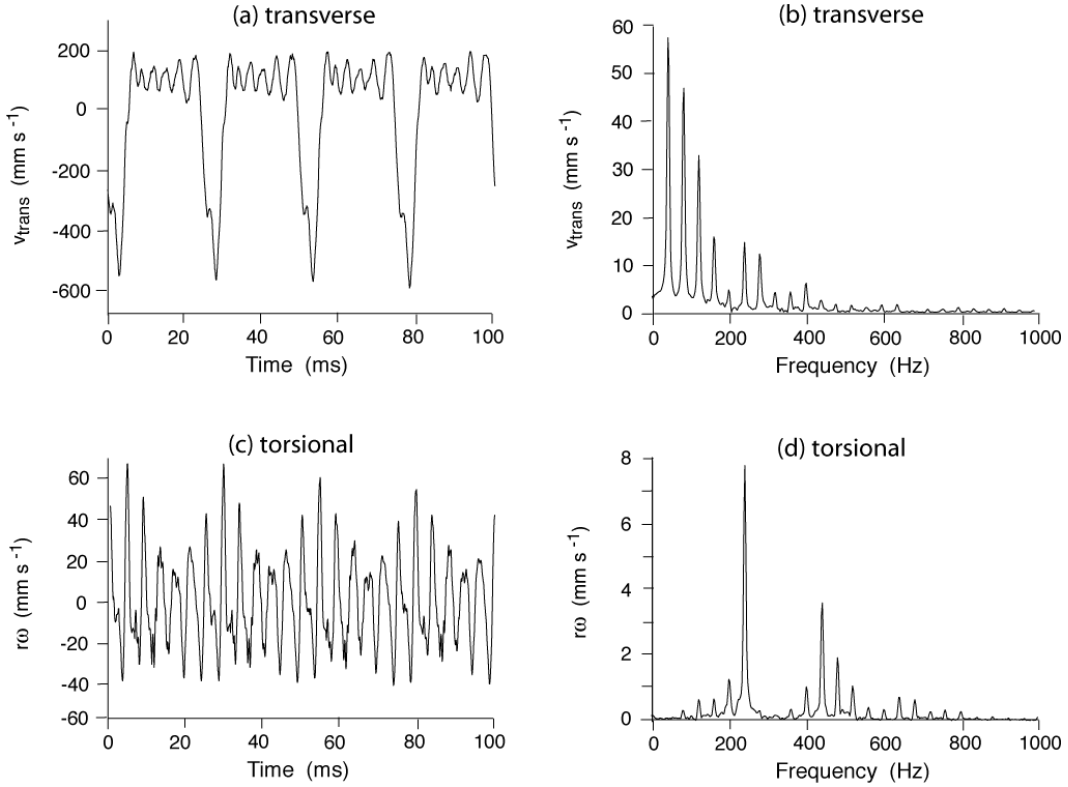 (a) transverse
200
0
-200
-400
-600
v trans (mm s -1)
0 20 40 60 80 100
Time (ms)
(b) transverse
60
50
40
30
20
10
0
v trans (mm s -1)
0 200 400 600 800 1000
Frequency (Hz)
(c) torsional
60
40
20
0
-20
-40
-60
rω (mm s -1)
0 20 40 60 80 100
Time (ms)
(d) torsional
8
6
4
2
0
rω (mm s -1)
0 200 400 600 800 1000
Frequency (Hz)